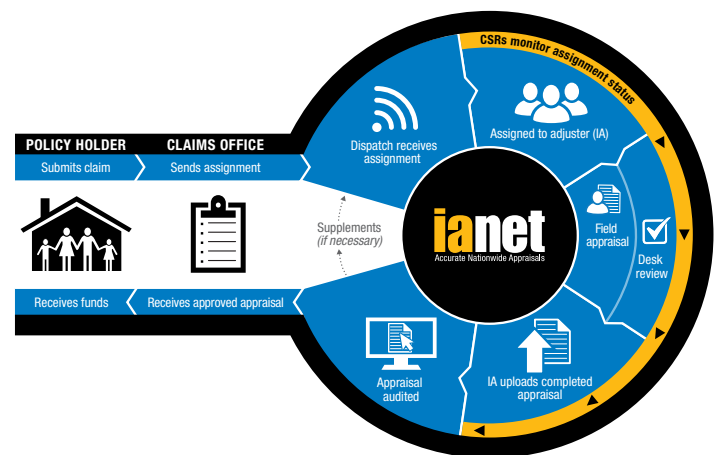 CSRs monitor assignment status
POLICY HOLDER
CLAIMS OFFICE
Submits claim
Sends assignment
Dispatch receives
assignment
Assigned to adjuster (IA)
Field
appraisal
Desk
review
ianet
Accurate Nationwide Appraisals
Supplements
(if necessary)
IA uploads completed
appraisal
Appraisal
audited
Receives approved appraisal
Receives funds